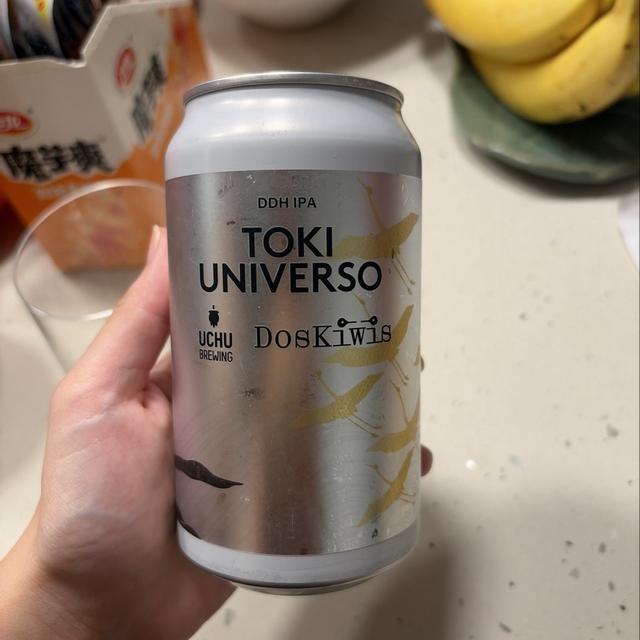 DDH IPA
TOKI
UNIVERSO
UCHU
BREWING
DosKiwis
魔芋爽